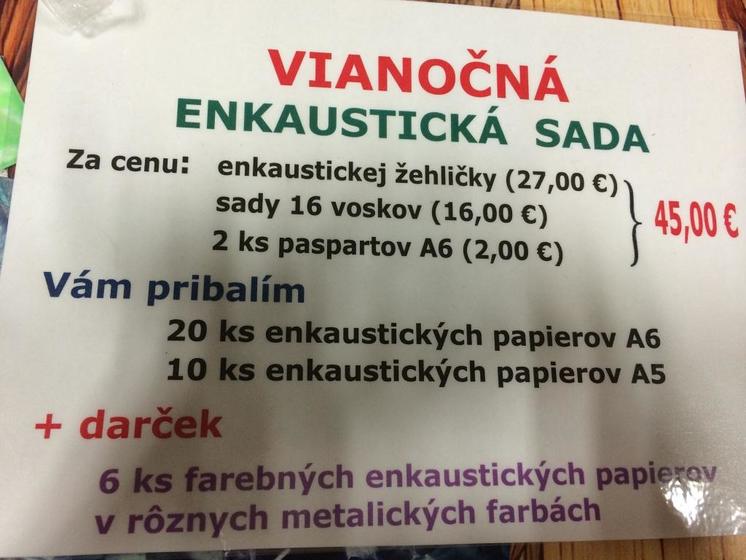 VIANOČNÁ
ENKAUSTICKÁ SADA
Za cenu: enkaustickej žehličky (27,00 €)
sady 16 voskov (16,00 €)
45,00 €
2 ks paspartov A6 (2,00 €)
Vám pribalím
20 ks enkaustických papierov A6
10 ks enkaustických papierov A5
+ darček
6 ks farebných enkaustických papierov
v rôznych metalických farbách